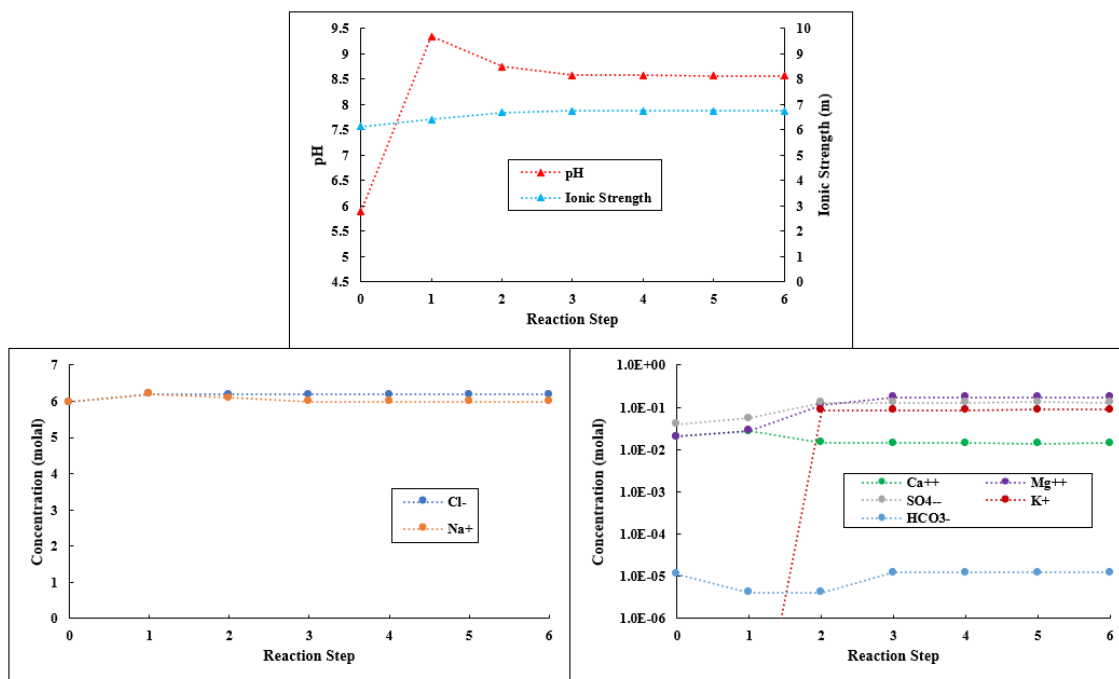 9.5
9
8.5
8
7.5
7
6.5
6
5.5
5
4.5
pH
10
9
8
7
6
5
4
3
2
1
0
Ionic Strength (m)
pH
Ionic Strength
0 1 2 3 4 5 6
Reaction Step
7
6
5
4
3
2
1
0
Concentration (molal)
Cl-
Na+
0 1 2 3 4 5 6
Reaction Step
1.0E+00
1.0E-01
1.0E-02
1.0E-03
1.0E-04
1.0E-05
1.0E-06
Concentration (molal)
Ca++ Mg++
SO4-- K+
HCO3-
0 1 2 3 4 5 6
Reaction Step